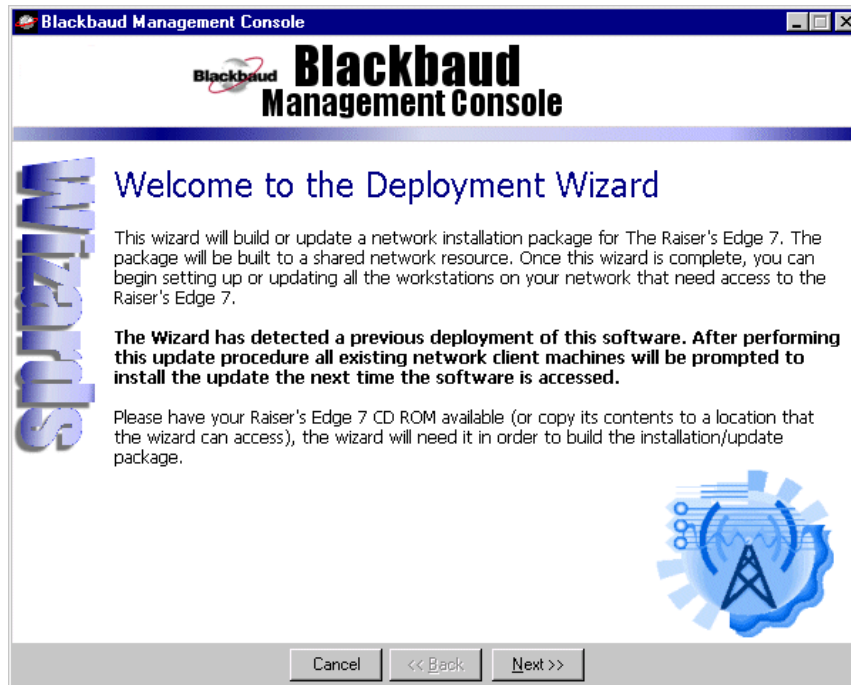 Blackbaud Management Console
Blackbaud
Blackbaud
Management Console
Wizards
Welcome to the Deployment Wizard
This wizard will build or update a network installation package for The Raiser's Edge 7. The
package will be built to a shared network resource. Once this wizard is complete, you can
begin setting up or updating all the workstations on your network that need access to the
Raiser's Edge 7.
The Wizard has detected a previous deployment of this software. After performing
this update procedure all existing network client machines will be prompted to
install the update the next time the software is accessed.
Please have your Raiser's Edge 7 CD ROM available (or copy its contents to a location that
the wizard can access), the wizard will need it in order to build the installation/update
package.
Cancel
<< Back
Next >>